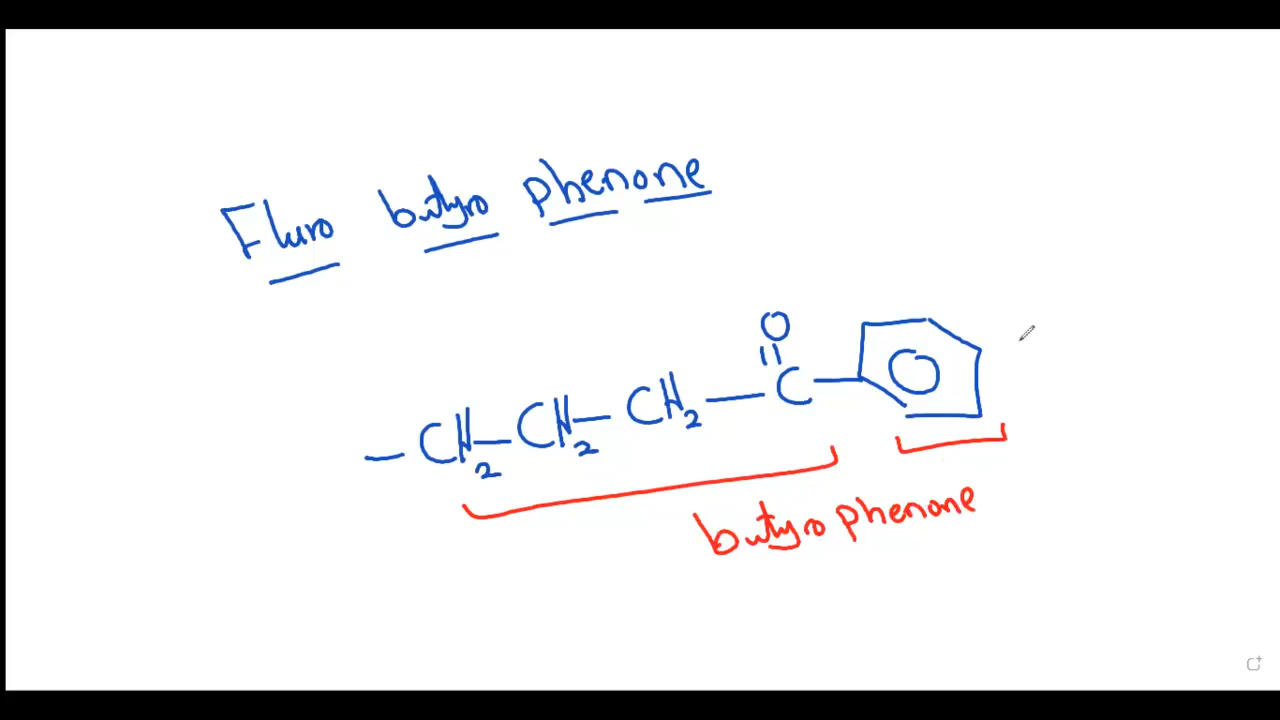 Fluro butyro phenone
O
- CH2 - CH2 - CH2 - C -
butyro phenone